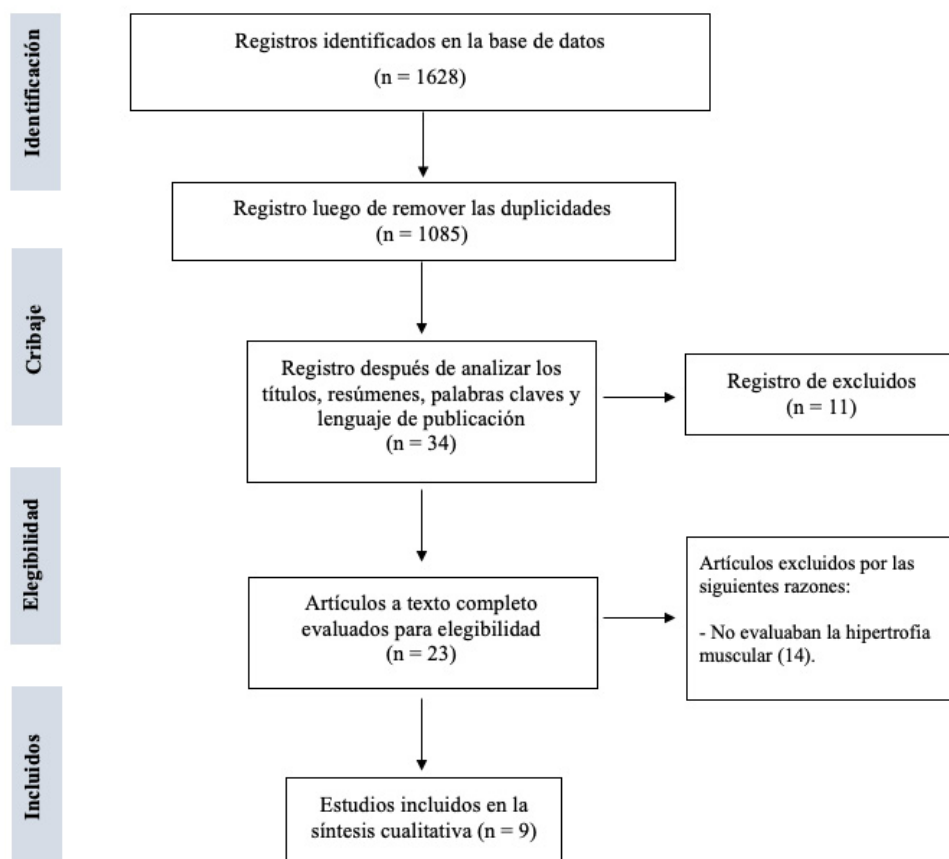 Identificación
Registros identificados en la base de datos
(n = 1628)
Registro luego de remover las duplicidades
(n = 1085)
Cribaje
Registro después de analizar los
títulos, resúmenes, palabras claves y
lenguaje de publicación
(n = 34)
Registro de excluidos
(n = 11)
Elegibilidad
Artículos a texto completo
evaluados para elegibilidad
(n = 23)
Artículos excluidos por las
siguientes razones:
- No evaluaban la hipertrofia
muscular (14).
Incluidos
Estudios incluidos en la
síntesis cualitativa (n = 9)